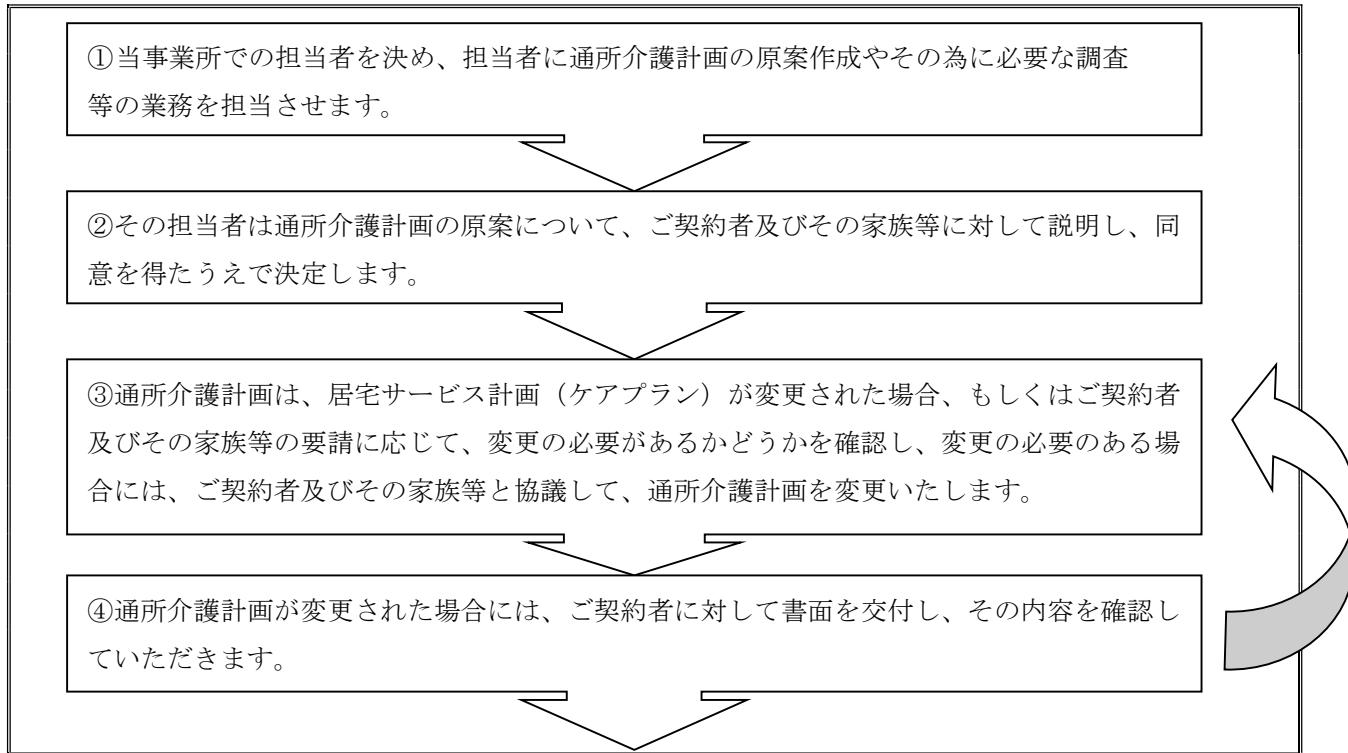 ①当事業所での担当者を決め、担当者に通所介護計画の原案作成やその為に必要な調査
等の業務を担当させます。
②その担当者は通所介護計画の原案について、ご契約者及びその家族等に対して説明し、同
意を得たうえで決定します。
③通所介護計画は、居宅サービス計画（ケアプラン）が変更された場合、もしくはご契約者
及びその家族等の要請に応じて、変更の必要があるかどうかを確認し、変更の必要のある場
合には、ご契約者及びその家族等と協議して、通所介護計画を変更いたします。
④通所介護計画が変更された場合には、ご契約者に対して書面を交付し、その内容を確認し
ていただきます。